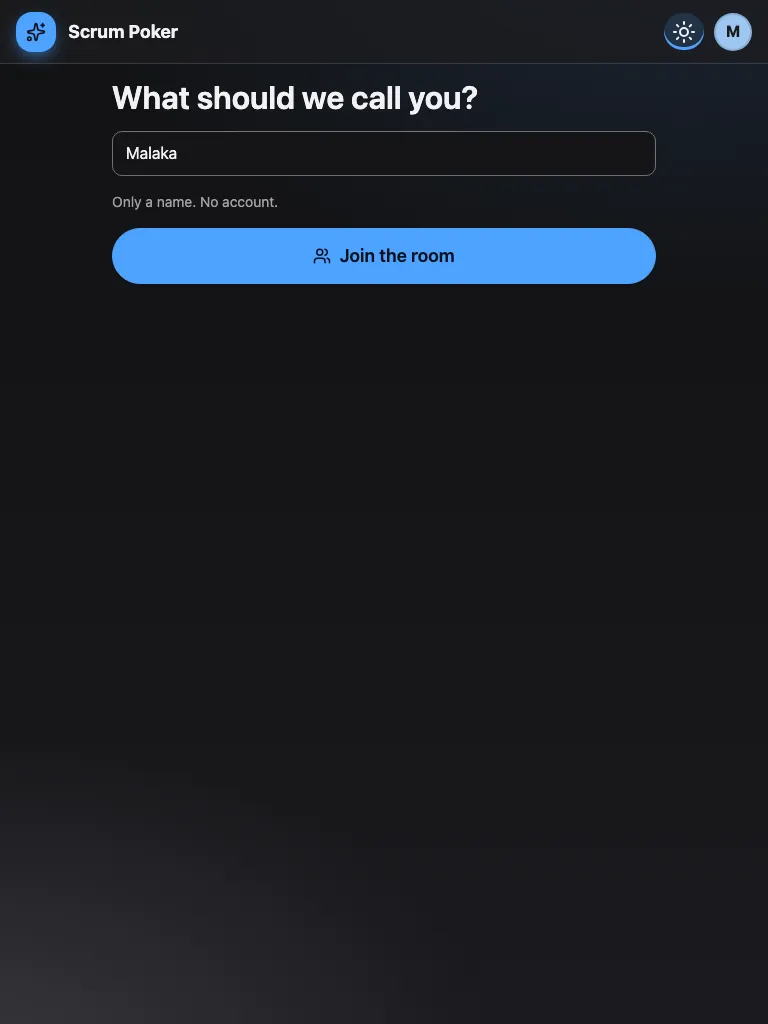 Scrum Poker
M
What should we call you?
Malaka
Only a name. No account.
Join the room